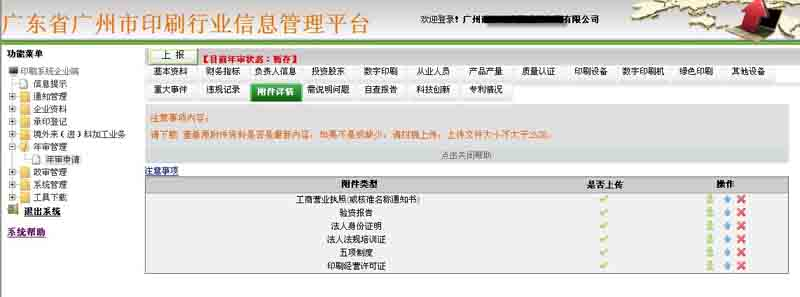 广东省广州市印刷行业信息管理平台
欢迎登录！广州 有限公司
功能菜单
印刷系统企业端
信息提示
通知管理
企业资料
承印登记
境外来（进）料加工业务
年审管理
年审申请
政审管理
系统管理
工具下载
退出系统
系统帮助
上 报
【目前年审状态：暂存】
基本资料 财务指标 负责人信息 投资股东 数字印刷 从业人员 产品产量 质量认证 印刷设备 数字印刷机 绿色印刷 其他设备
重大事件 违规记录 附件详情 需说明问题 自查报告 科技创新 专利情况
注意事项内容：
请下载 查看原附件资料是否是最新内容，如果不是或缺少，请扫描上传，上传文件大小不大于
点击关闭帮助
注意事项
附件类型 是否上传 操作
工商营业执照(或核准名称通知书)
验资报告
法人身份证明
法人法规培训证
五项制度
印刷经营许可证